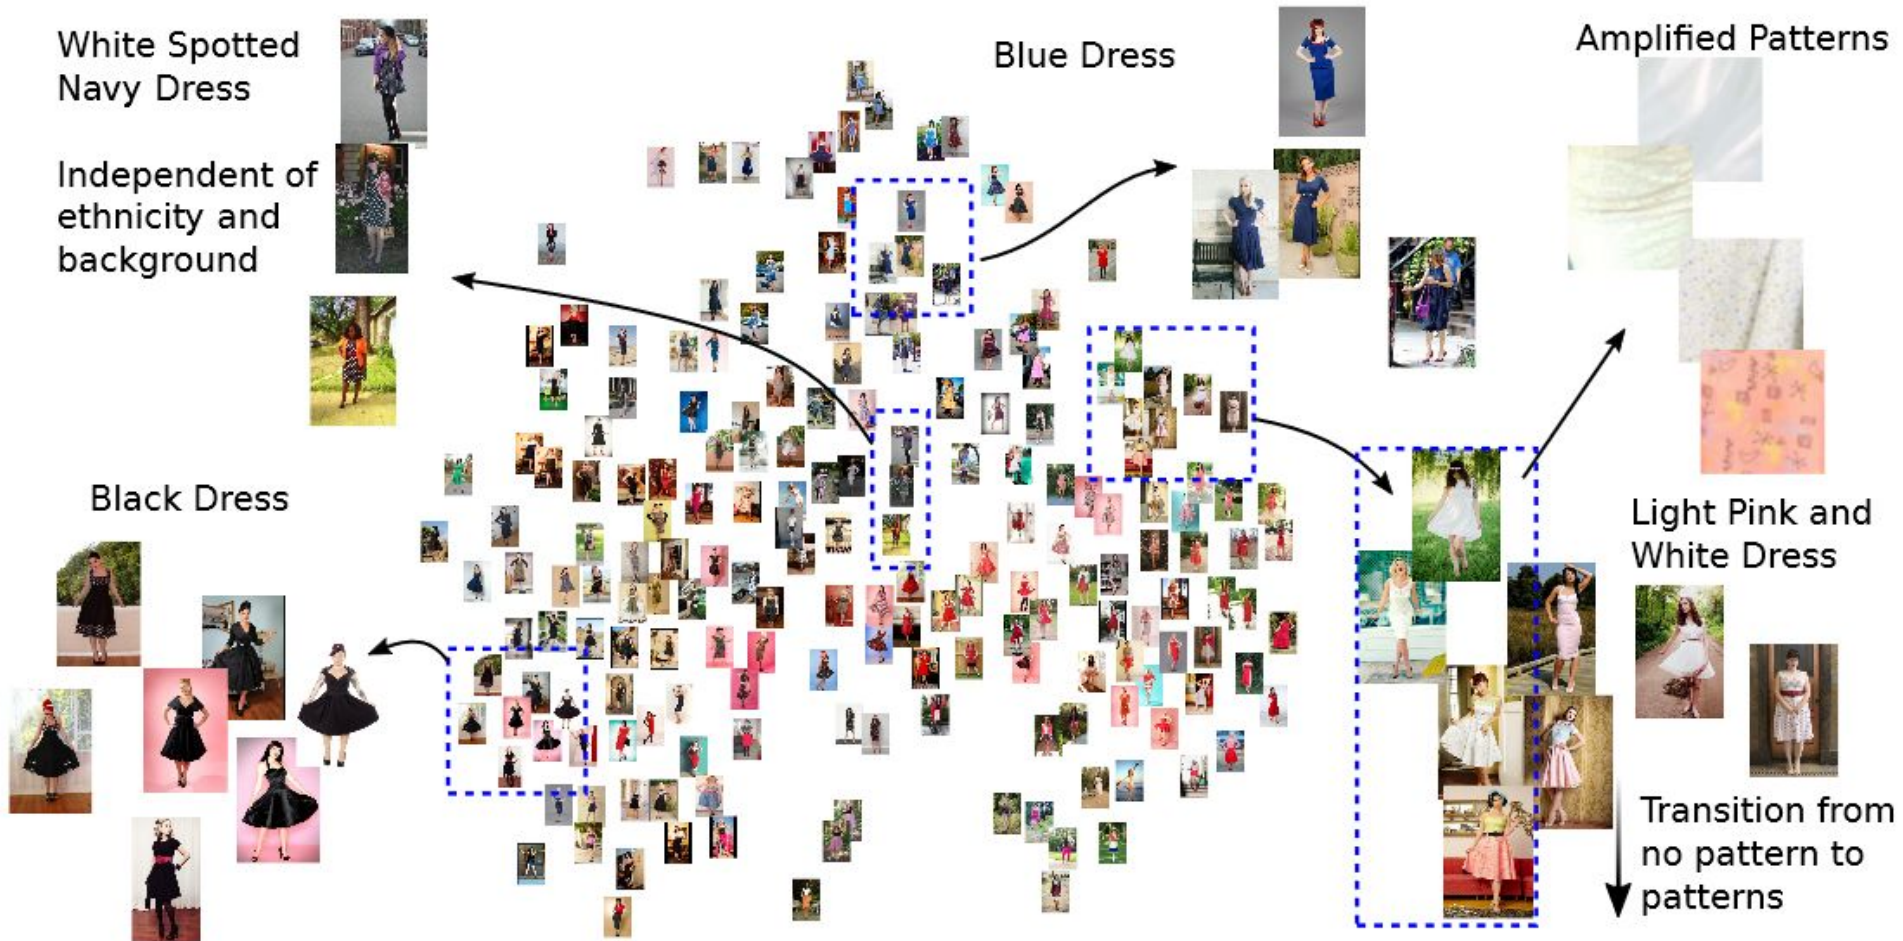 White Spotted
Navy Dress
Independent of
ethnicity and
background
Blue Dress
Amplified Patterns
Black Dress
Light Pink and
White Dress
Transition from
no pattern to
patterns